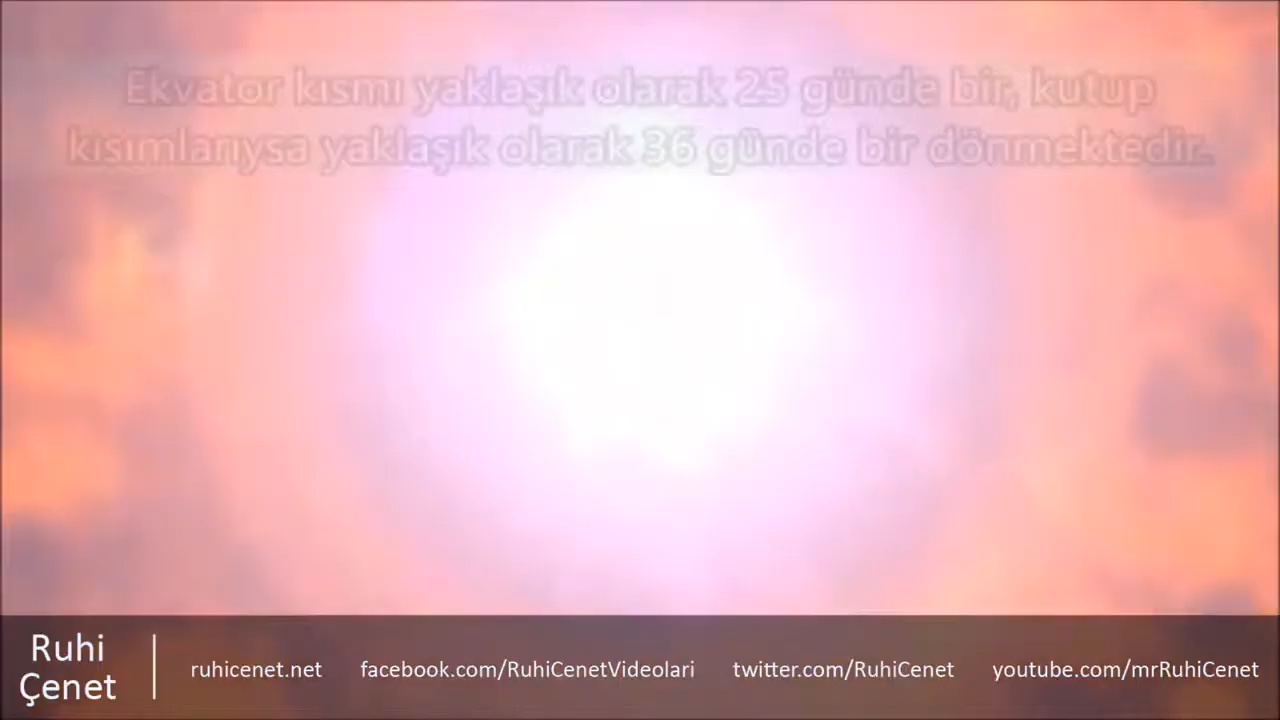 Ekvator kısmı yaklaşık olarak 25 günde bir, kutup
kısımlarıysa yaklaşık olarak 36 günde bir dönmektedir.
Ruhi
Çenet
ruhicenet.net facebook.com/RuhiCenetVideolari twitter.com/RuhiCenet youtube.com/mrRuhiCenet